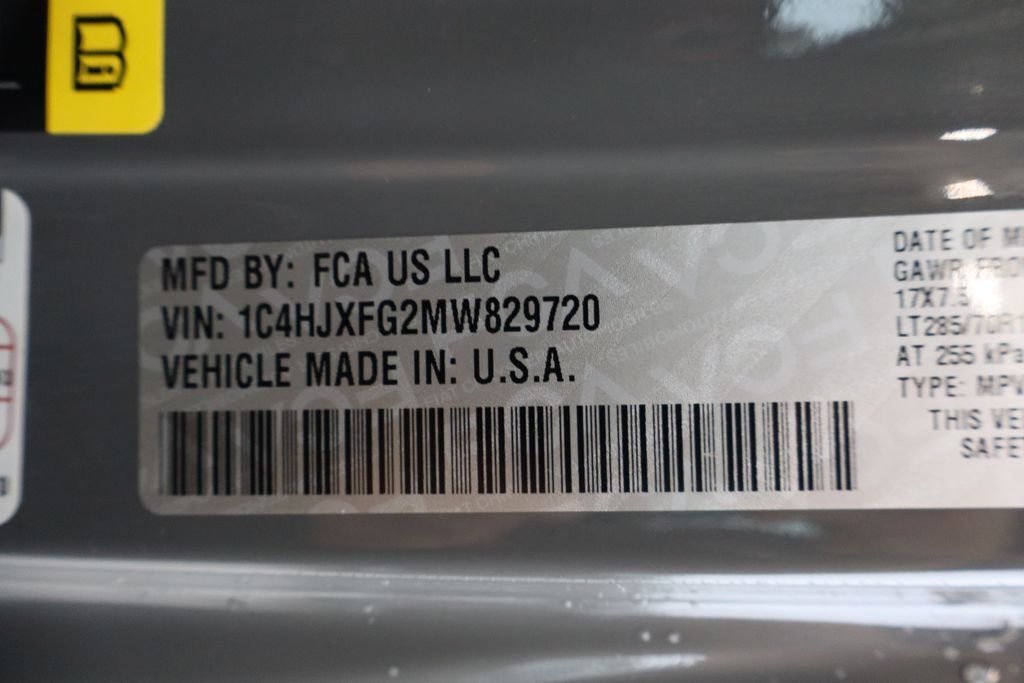 MFD BY: FCA US LLC
VIN: 1C4HJXFG2MW829720
VEHICLE MADE IN: U.S.A.
DATE OF M
GAWR FRO
17X7.5
LT285/70R1
AT 255 kPa
TYPE: MPV
THIS VE
SAFE